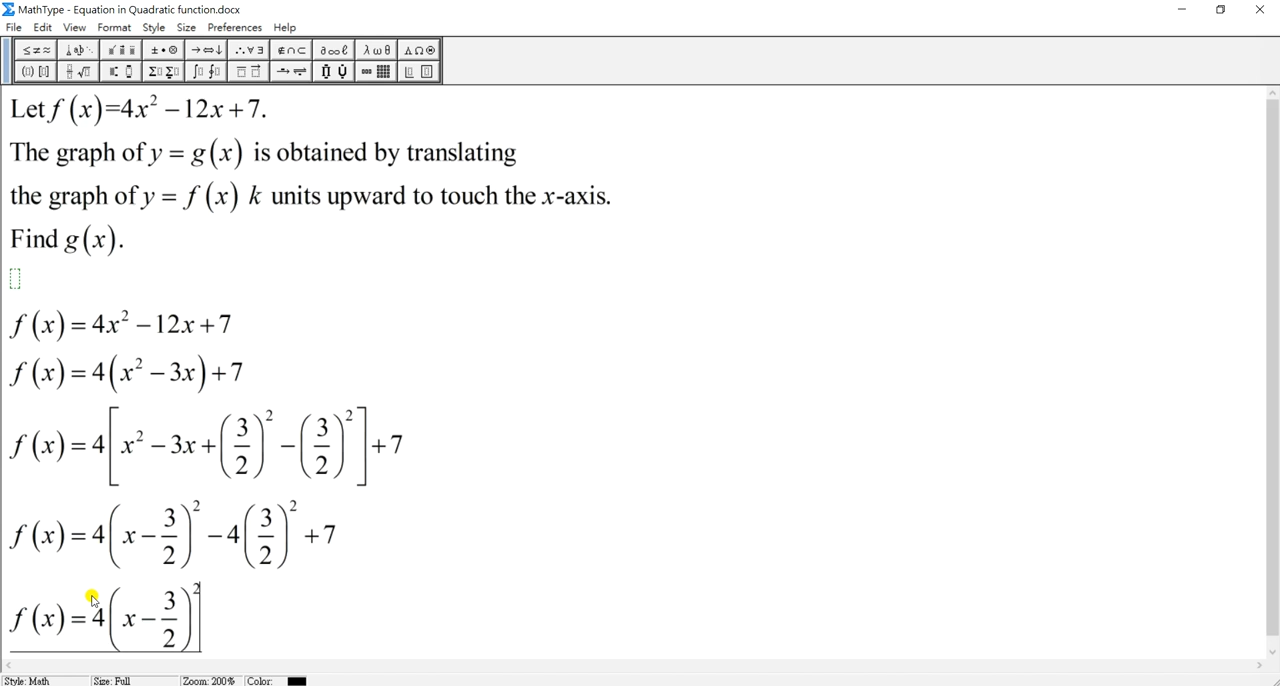 MathType - Equation in Quadratic function.docx
File Edit View Format Style Size Preferences Help
Let f(x)=4x² − 12x + 7.
The graph of y = g(x) is obtained by translating
the graph of y = f(x) k units upward to touch the x-axis.
Find g(x).
f(x) = 4x² − 12x + 7
f(x) = 4(x² − 3x) + 7
f(x) = 4[x² − 3x + (3/2)² − (3/2)²] + 7
f(x) = 4(x − 3/2)² − 4(3/2)² + 7
f(x) = 4(x − 3/2)²
Style: Math Size: Full Zoom: 200% Color: